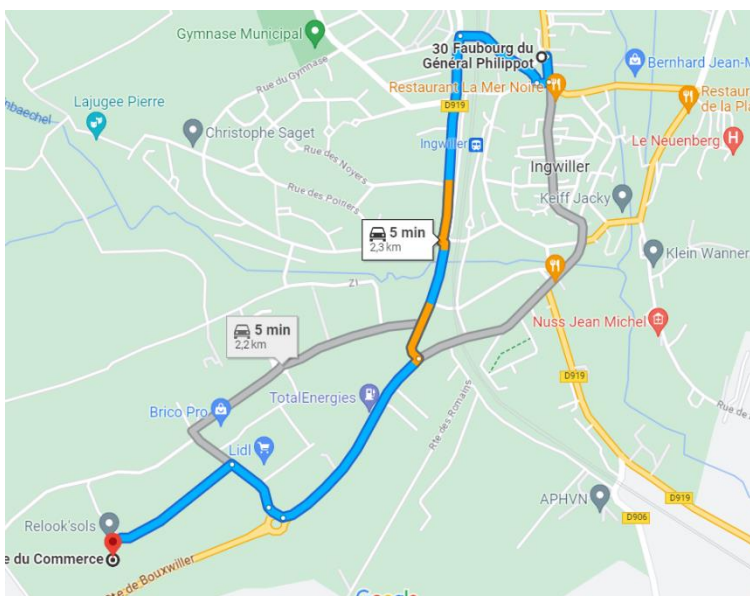 Gymnase Municipal
30 Faubourg du
Général Philippot
Bernhard Jean-M
Rue du Gymnase
Restaurant La Mer Noire
Restaur
de la Pla
Lajugee Pierre
D919
Christophe Saget
Ingwiller
Le Neuenberg
Rue des Noyers
Ingwiller
Rue des Poiriers
Keiff Jacky
5 min
2,3 km
Klein Wanner
Z1
5 min
2,2 km
Nuss Jean Michel
D919
Brico Pro
TotalEnergies
Rte des Romains
Rue de
Lidl
APHVN
D919
Relook'sols
D906
e du Commerce
te de Bouxwiller
Google